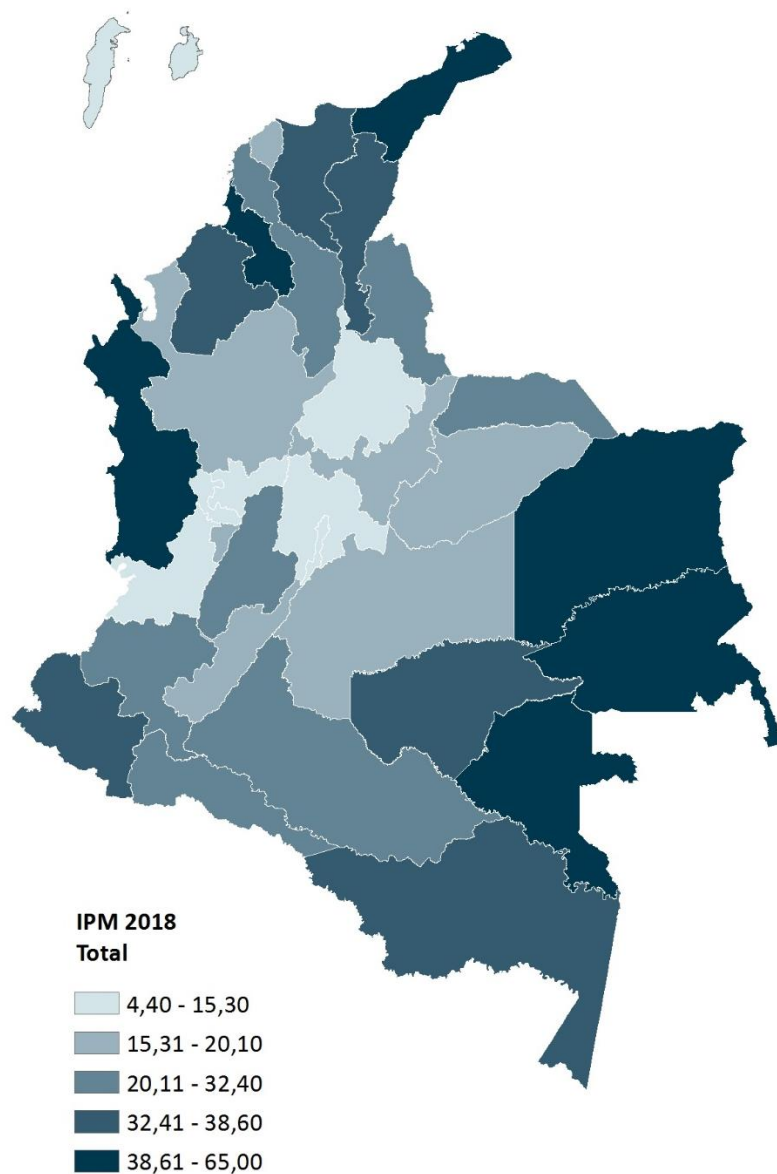 IPM 2018
Total
4,40 - 15,30
15,31 - 20,10
20,11 - 32,40
32,41 - 38,60
38,61 - 65,00